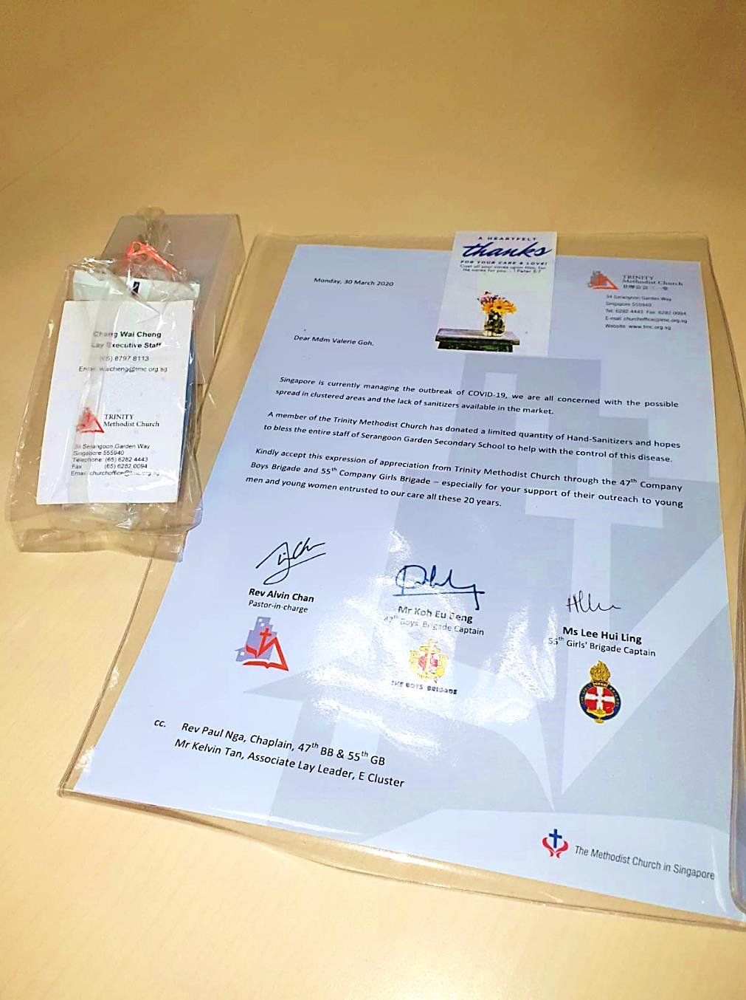 Chang Wai Cheng
Lay Executive Staff
(65) 8797 8113
Email: waicheng@tmc.org.sg
TRINITY
Methodist Church
34 Serangoon Garden Way
Singapore 555940
Telephone: (65) 6282 4443
Fax: (65) 6282 0094
Email: churchoffice@tmc.org.sg
A HEARTFELT
thanks
FOR YOUR CARE & LOVE!
Cast all your cares upon Him, for
He cares for you. 1 Peter 5:7
TRINITY
Methodist Church
34 Serangoon Garden Way
Singapore 555940
Tel: 6282 4443 Fax: 6282 0094
E-mail: churchoffice@tmc.org.sg
Website: www.tmc.org.sg
Monday, 30 March 2020
Dear Mdm Valerie Goh,
Singapore is currently managing the outbreak of COVID-19, we are all concerned with the possible
spread in clustered areas and the lack of sanitizers available in the market.
A member of the Trinity Methodist Church has donated a limited quantity of Hand-Sanitizers and hopes
to bless the entire staff of Serangoon Garden Secondary School to help with the control of this disease.
Kindly accept this expression of appreciation from Trinity Methodist Church through the 47th Company
Boys Brigade and 55th Company Girls Brigade – especially for your support of their outreach to young
men and young women entrusted to our care all these 20 years.
Rev Alvin Chan
Pastor-in-charge
Mr Koh Eu Beng
47th Boys' Brigade Captain
THE BOYS' BRIGADE
Ms Lee Hui Ling
55th Girls' Brigade Captain
cc. Rev Paul Nga, Chaplain, 47th BB & 55th GB
Mr Kelvin Tan, Associate Lay Leader, E Cluster
The Methodist Church in Singapore